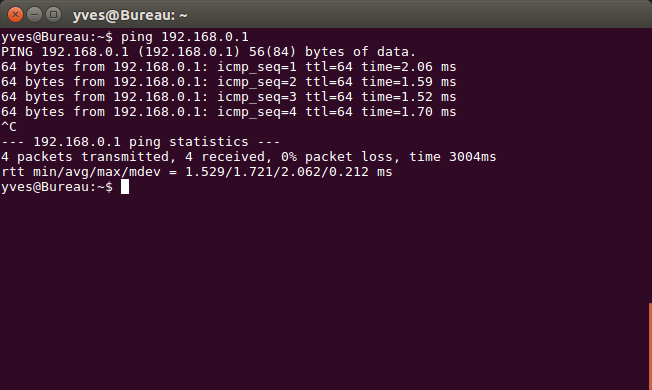 yves@Bureau: ~
yves@Bureau:~$ ping 192.168.0.1
PING 192.168.0.1 (192.168.0.1) 56(84) bytes of data.
64 bytes from 192.168.0.1: icmp_seq=1 ttl=64 time=2.06 ms
64 bytes from 192.168.0.1: icmp_seq=2 ttl=64 time=1.59 ms
64 bytes from 192.168.0.1: icmp_seq=3 ttl=64 time=1.52 ms
64 bytes from 192.168.0.1: icmp_seq=4 ttl=64 time=1.70 ms
^C
--- 192.168.0.1 ping statistics ---
4 packets transmitted, 4 received, 0% packet loss, time 3004ms
rtt min/avg/max/mdev = 1.529/1.721/2.062/0.212 ms
yves@Bureau:~$